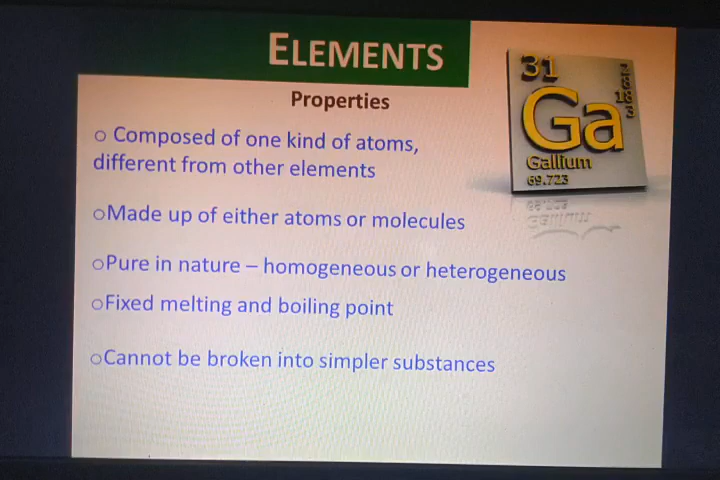 ELEMENTS
Properties
○ Composed of one kind of atoms,
different from other elements
○Made up of either atoms or molecules
○Pure in nature – homogeneous or heterogeneous
○Fixed melting and boiling point
○Cannot be broken into simpler substances
31
Ga
Gallium
69.723